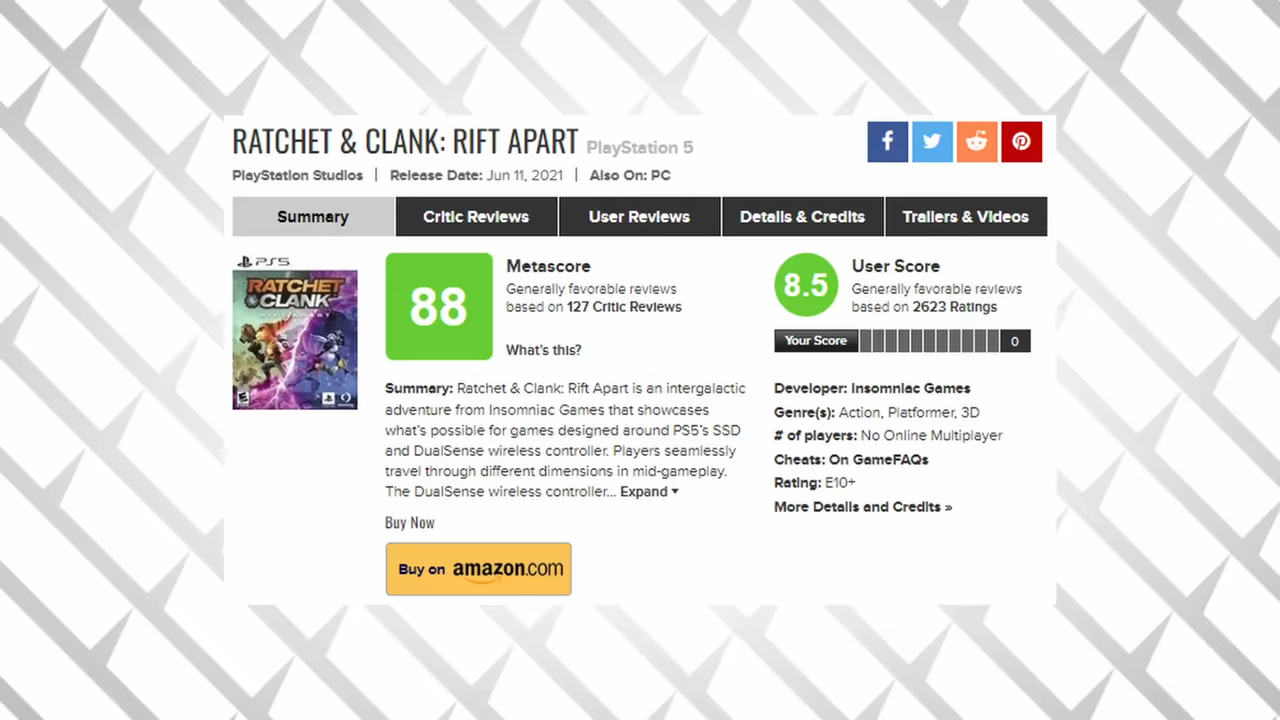 RATCHET & CLANK: RIFT APART PlayStation 5
PlayStation Studios | Release Date: Jun 11, 2021 | Also On: PC
Summary Critic Reviews User Reviews Details & Credits Trailers & Videos
PS5
RATCHET
CLANK
RIFT APART
88
Metascore
Generally favorable reviews
based on 127 Critic Reviews
What's this?
8.5
User Score
Generally favorable reviews
based on 2623 Ratings
Your Score 0
Summary: Ratchet & Clank: Rift Apart is an intergalactic
adventure from Insomniac Games that showcases
what's possible for games designed around PS5's SSD
and DualSense wireless controller. Players seamlessly
travel through different dimensions in mid-gameplay.
The DualSense wireless controller... Expand
Buy Now
Buy on amazon.com
Developer: Insomniac Games
Genre(s): Action, Platformer, 3D
# of players: No Online Multiplayer
Cheats: On GameFAQs
Rating: E10+
More Details and Credits »